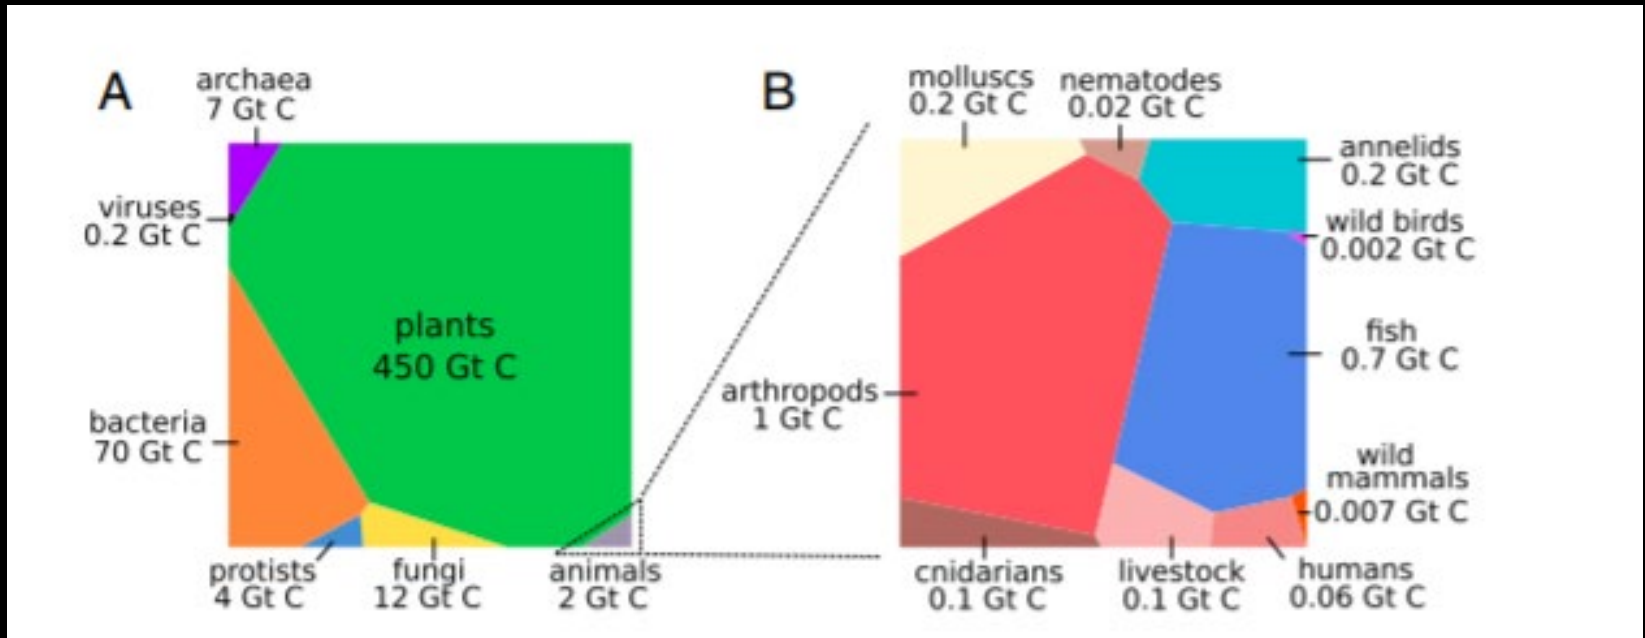 A
archaea
7 Gt C
viruses
0.2 Gt C
plants
450 Gt C
bacteria
70 Gt C
protists
4 Gt C
fungi
12 Gt C
animals
2 Gt C
B
molluscs
0.2 Gt C
nematodes
0.02 Gt C
annelids
0.2 Gt C
wild birds
0.002 Gt C
fish
0.7 Gt C
arthropods
1 Gt C
wild
mammals
0.007 Gt C
cnidarians
0.1 Gt C
livestock
0.1 Gt C
humans
0.06 Gt C